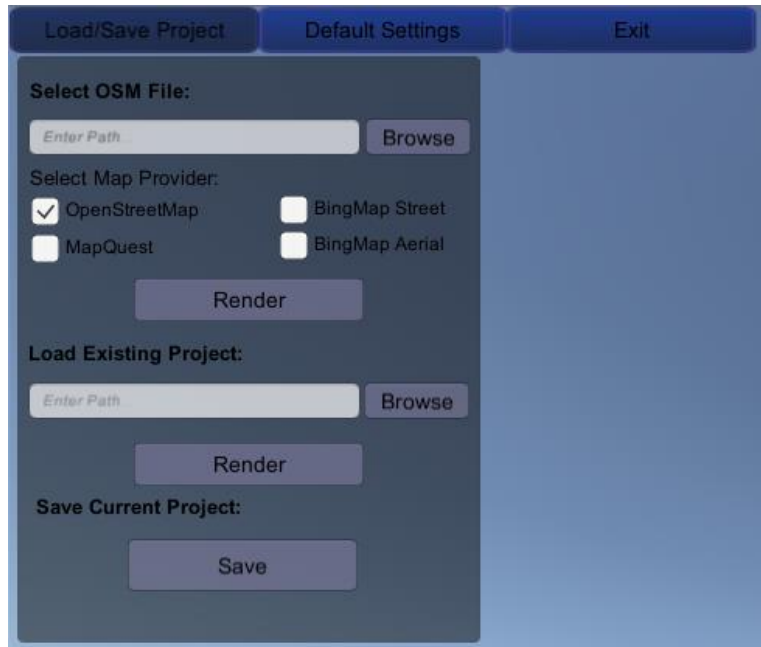 Load/Save Project Default Settings Exit
Select OSM File:
Enter Path... Browse
Select Map Provider:
OpenStreetMap BingMap Street
MapQuest BingMap Aerial
Render
Load Existing Project:
Enter Path... Browse
Render
Save Current Project:
Save